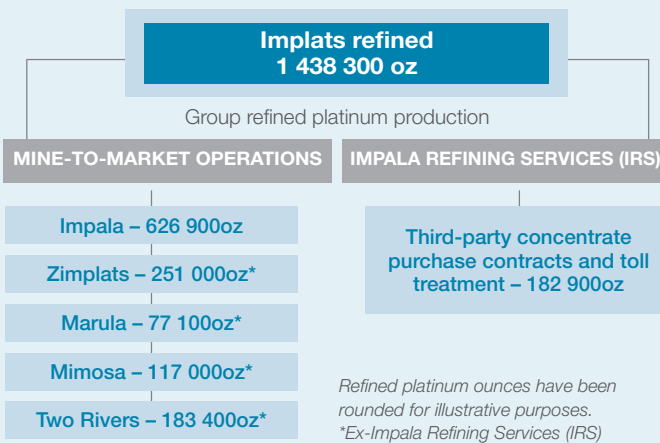 Implats refined
1 438 300 oz
Group refined platinum production
MINE-TO-MARKET OPERATIONS
Impala – 626 900oz
Zimplats – 251 000oz*
Marula – 77 100oz*
Mimosa – 117 000oz*
Two Rivers – 183 400oz*
IMPALA REFINING SERVICES (IRS)
Third-party concentrate
purchase contracts and toll
treatment – 182 900oz
Refined platinum ounces have been
rounded for illustrative purposes.
*Ex-Impala Refining Services (IRS)